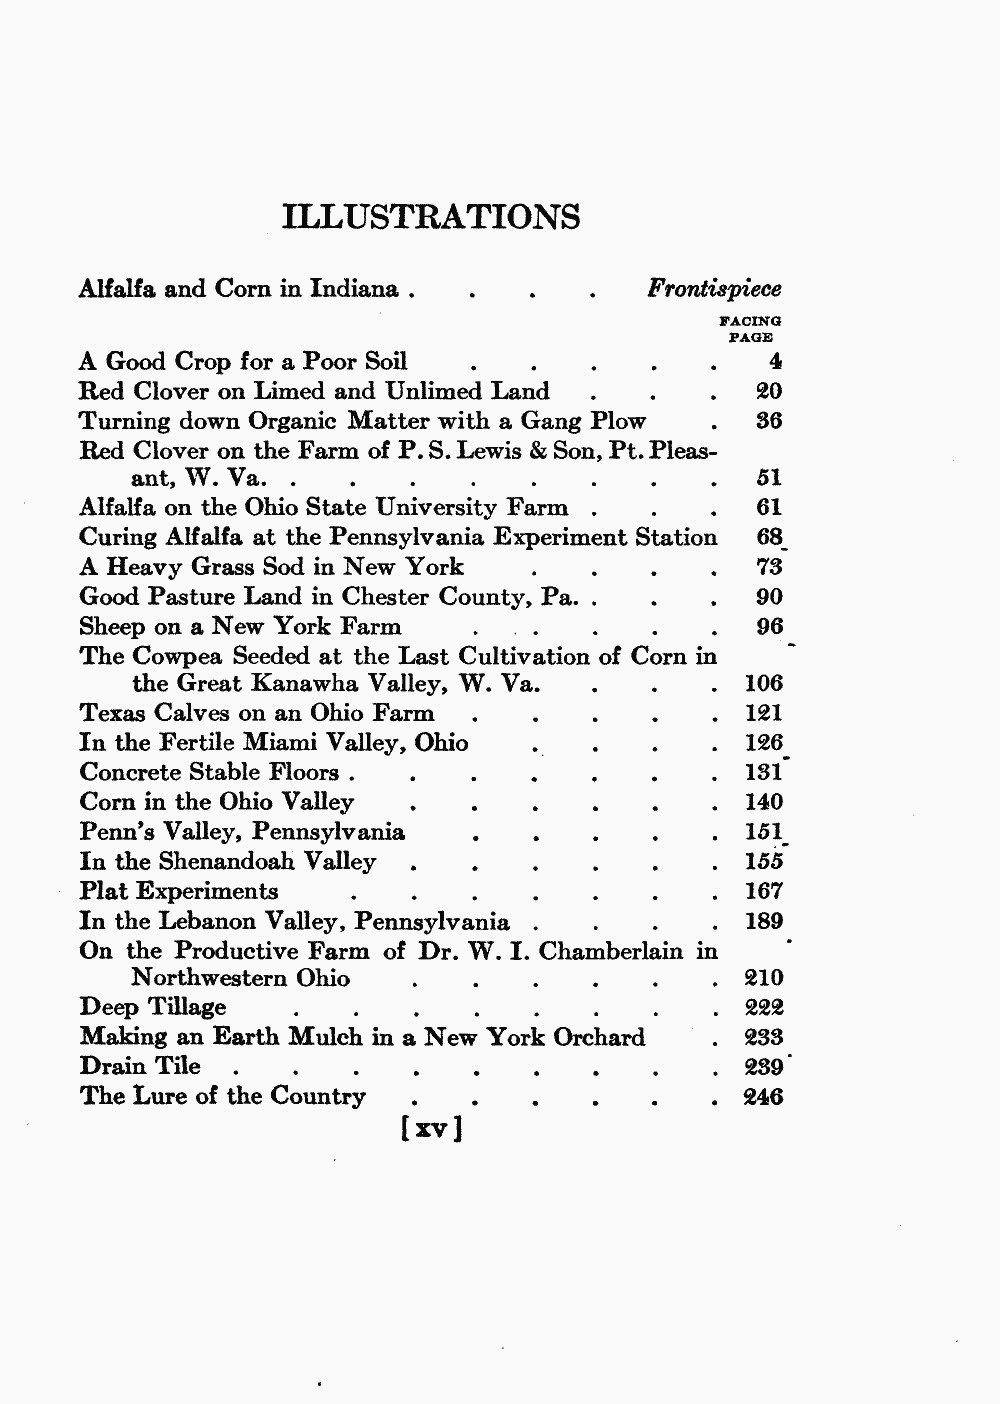 ILLUSTRATIONS
Alfalfa and Corn in Indiana . . . . Frontispiece
FACING
PAGE
A Good Crop for a Poor Soil . . . . . 4
Red Clover on Limed and Unlimed Land . . . 20
Turning down Organic Matter with a Gang Plow . 36
Red Clover on the Farm of P. S. Lewis & Son, Pt. Pleas-
ant, W. Va. . . . . . . . . 51
Alfalfa on the Ohio State University Farm . . . 61
Curing Alfalfa at the Pennsylvania Experiment Station 68
A Heavy Grass Sod in New York . . . . 73
Good Pasture Land in Chester County, Pa. . . . 90
Sheep on a New York Farm . . . . . 96
The Cowpea Seeded at the Last Cultivation of Corn in
the Great Kanawha Valley, W. Va. . . . 106
Texas Calves on an Ohio Farm . . . . . 121
In the Fertile Miami Valley, Ohio . . . . 126
Concrete Stable Floors . . . . . . . 131
Corn in the Ohio Valley . . . . . . 140
Penn's Valley, Pennsylvania . . . . . 151
In the Shenandoah Valley . . . . . . 155
Plat Experiments . . . . . . . 167
In the Lebanon Valley, Pennsylvania . . . . 189
On the Productive Farm of Dr. W. I. Chamberlain in
Northwestern Ohio . . . . . . 210
Deep Tillage . . . . . . . . 222
Making an Earth Mulch in a New York Orchard . 233
Drain Tile . . . . . . . . . 239
The Lure of the Country . . . . . . 246
[ xv ]